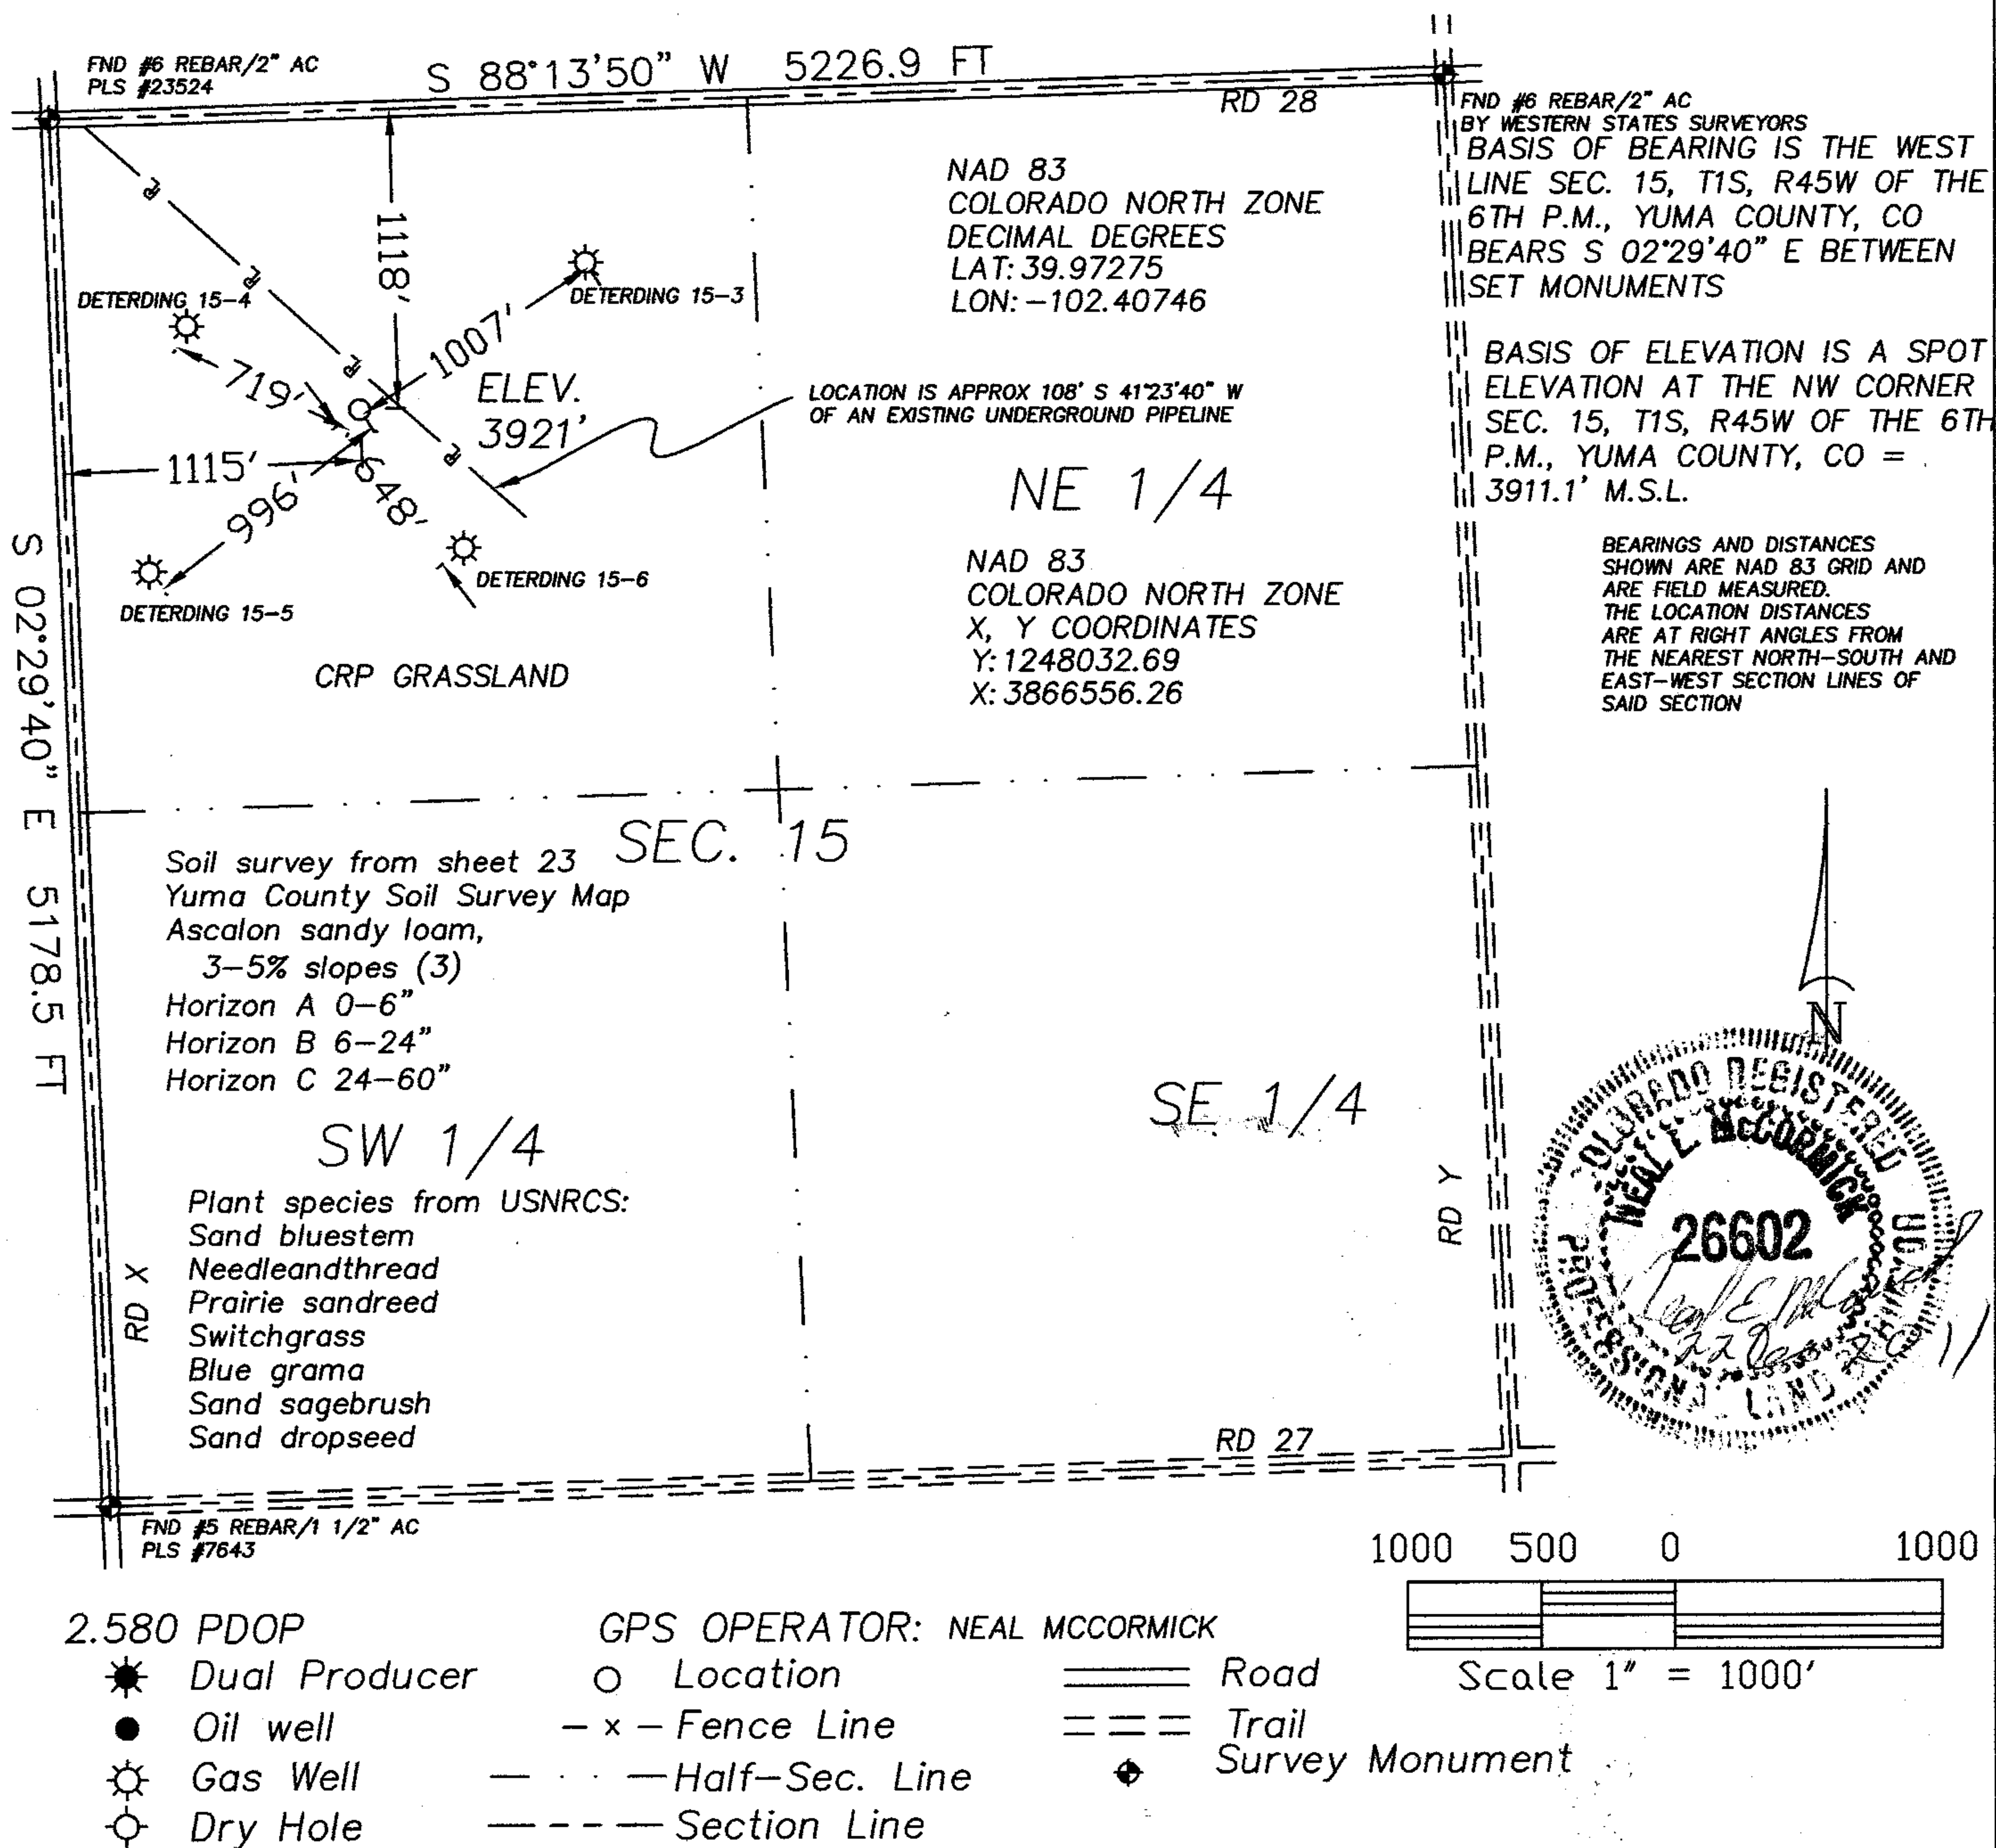 FND #6 REBAR/2" AC
PLS #23524
S 88°13'50" W 5226.9 FT
RD 28
FND #6 REBAR/2" AC
BY WESTERN STATES SURVEYORS
BASIS OF BEARING IS THE WEST
LINE SEC. 15, T1S, R45W OF THE
6TH P.M., YUMA COUNTY, CO
BEARS S 02°29'40" E BETWEEN
SET MONUMENTS
BASIS OF ELEVATION IS A SPOT
ELEVATION AT THE NW CORNER
SEC. 15, T1S, R45W OF THE 6TH
P.M., YUMA COUNTY, CO =
3911.1' M.S.L.
BEARINGS AND DISTANCES
SHOWN ARE NAD 83 GRID AND
ARE FIELD MEASURED.
THE LOCATION DISTANCES
ARE AT RIGHT ANGLES FROM
THE NEAREST NORTH-SOUTH AND
EAST-WEST SECTION LINES OF
SAID SECTION
NAD 83
COLORADO NORTH ZONE
DECIMAL DEGREES
LAT: 39.97275
LON: -102.40746
1118'
DETERDING 15-4
DETERDING 15-3
1007'
719'
ELEV.
3921'
LOCATION IS APPROX 108' S 41°23'40" W
OF AN EXISTING UNDERGROUND PIPELINE
1115'
996'
648'
DETERDING 15-6
DETERDING 15-5
NE 1/4
NAD 83
COLORADO NORTH ZONE
X, Y COORDINATES
Y: 1248032.69
X: 3866556.26
CRP GRASSLAND
S 02°29'40" E 5178.5 FT
SEC. 15
Soil survey from sheet 23
Yuma County Soil Survey Map
Ascalon sandy loam,
3-5% slopes (3)
Horizon A 0-6"
Horizon B 6-24"
Horizon C 24-60"
SW 1/4
SE 1/4
Plant species from USNRCS:
Sand bluestem
Needleandthread
Prairie sandreed
Switchgrass
Blue grama
Sand sagebrush
Sand dropseed
RD X
RD Y
RD 27
N
COLORADO REGISTERED
NEAL E. McCORMICK
26602
PROFESSIONAL LAND
22 Dec 2011
FND #5 REBAR/1 1/2" AC
PLS #7643
1000 500 0 1000
Scale 1" = 1000'
2.580 PDOP
GPS OPERATOR: NEAL MCCORMICK
Dual Producer
Location
Road
Oil well
- x - Fence Line
Trail
Gas Well
Half-Sec. Line
Survey Monument
Dry Hole
Section Line